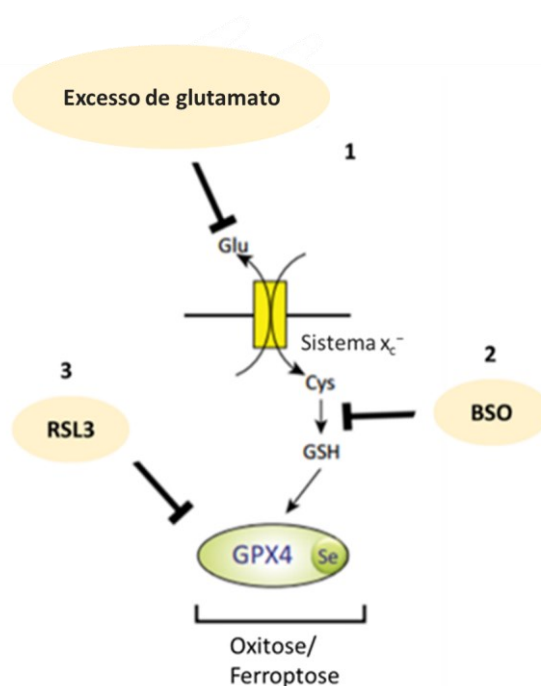 Excesso de glutamato
1
Glu
Sistema xc⁻
2
3
Cys
BSO
RSL3
GSH
GPX4
Se
Oxitose/
Ferroptose